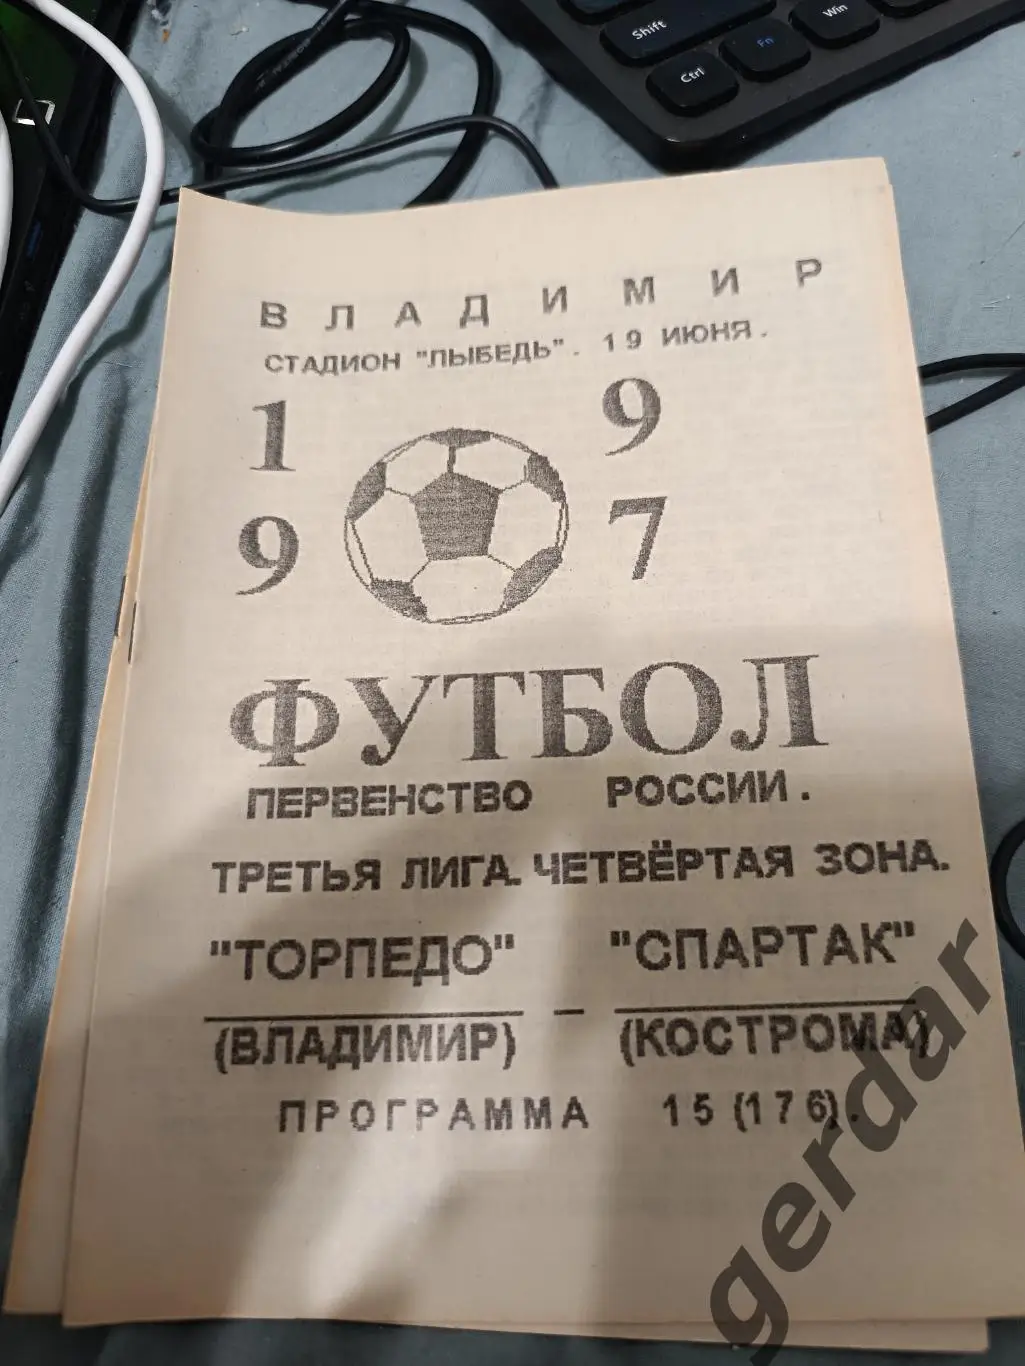 Shift
Win
Fn
Ctrl
ВЛАДИМИР
СТАДИОН "ЛЫБЕДЬ". 19 ИЮНЯ.
1 9
9 7
ФУТБОЛ
ПЕРВЕНСТВО РОССИИ.
ТРЕТЬЯ ЛИГА. ЧЕТВЁРТАЯ ЗОНА.
"ТОРПЕДО" "СПАРТАК"
–
(ВЛАДИМИР) (КОСТРОМА)
ПРОГРАММА 15 (176).
gerdar